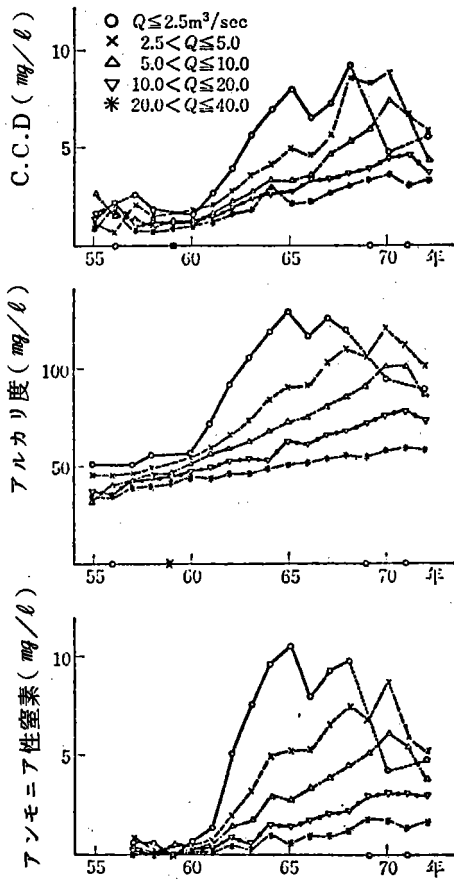 C.C.D ( mg/ℓ )
10
5
○ Q≦2.5m³/sec
× 2.5<Q≦5.0
△ 5.0<Q≦10.0
▽ 10.0<Q≦20.0
＊ 20.0<Q≦40.0
55 60 65 70 年
アルカリ度 ( mg/ℓ )
100
50
55 60 65 70 年
アンモニア性窒素 ( mg/ℓ )
10
5
55 60 65 70 年